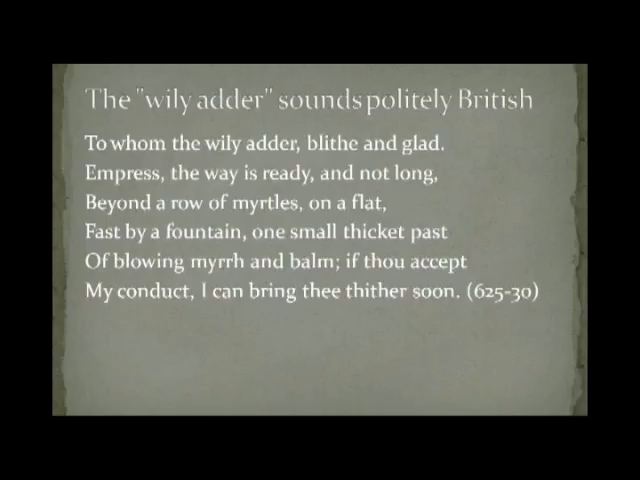 The "wily adder" sounds politely British
To whom the wily adder, blithe and glad.
Empress, the way is ready, and not long,
Beyond a row of myrtles, on a flat,
Fast by a fountain, one small thicket past
Of blowing myrrh and balm; if thou accept
My conduct, I can bring thee thither soon. (625-30)